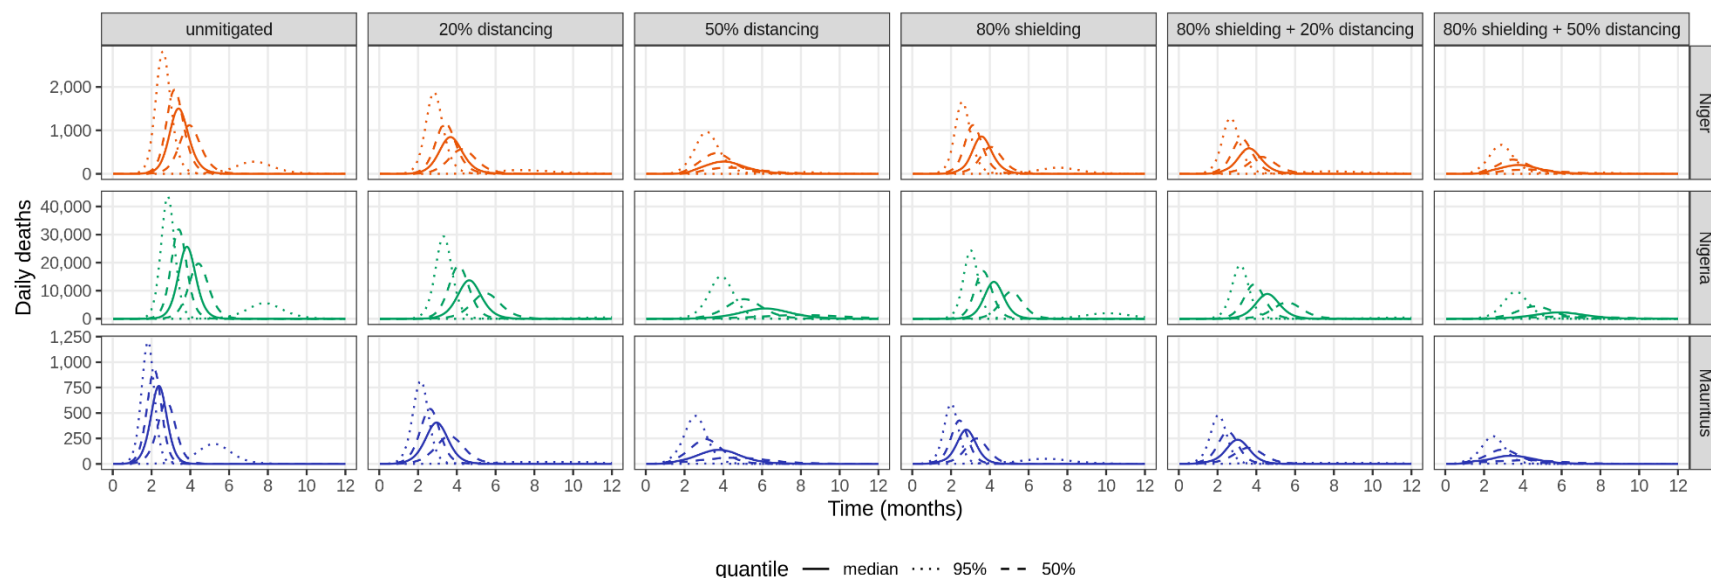 unmitigated 20% distancing 50% distancing 80% shielding 80% shielding + 20% distancing 80% shielding + 50% distancing
Daily deaths
2,000
1,000
0
Niger
40,000
30,000
20,000
10,000
0
Nigeria
1,250
1,000
750
500
250
0
Mauritius
0 2 4 6 8 10 12 0 2 4 6 8 10 12 0 2 4 6 8 10 12 0 2 4 6 8 10 12 0 2 4 6 8 10 12 0 2 4 6 8 10 12
Time (months)
quantile median 95% 50%